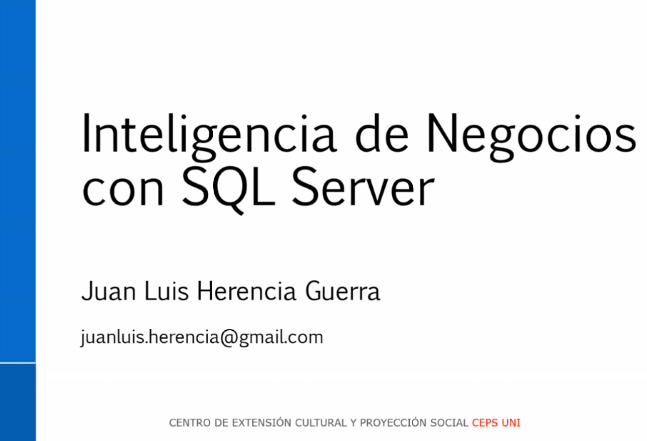 Inteligencia de Negocios
con SQL Server
Juan Luis Herencia Guerra
juanluis.herencia@gmail.com
CENTRO DE EXTENSIÓN CULTURAL Y PROYECCIÓN SOCIAL CEPS UNI